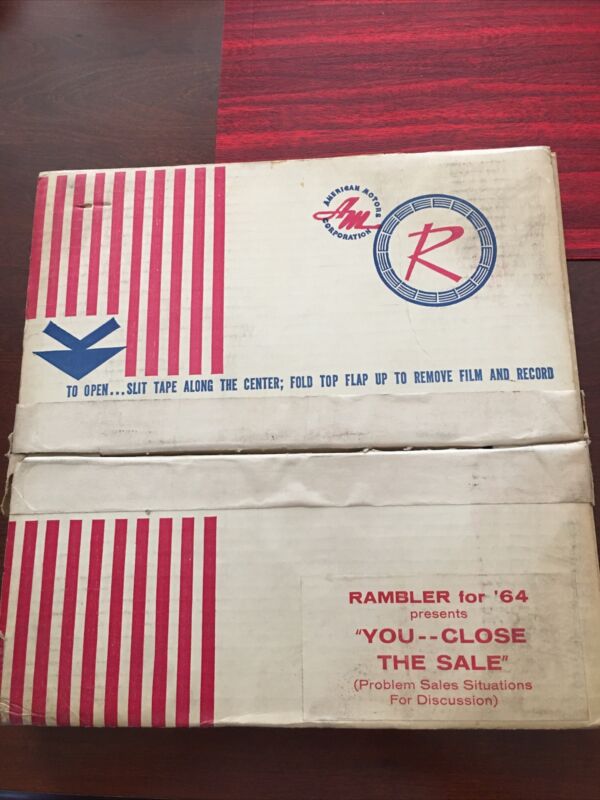 AMERICAN MOTORS
AM
CORPORATION
R
TO OPEN...SLIT TAPE ALONG THE CENTER; FOLD TOP FLAP UP TO REMOVE FILM AND RECORD
RAMBLER for '64
presents
"YOU--CLOSE
THE SALE"
(Problem Sales Situations
For Discussion)